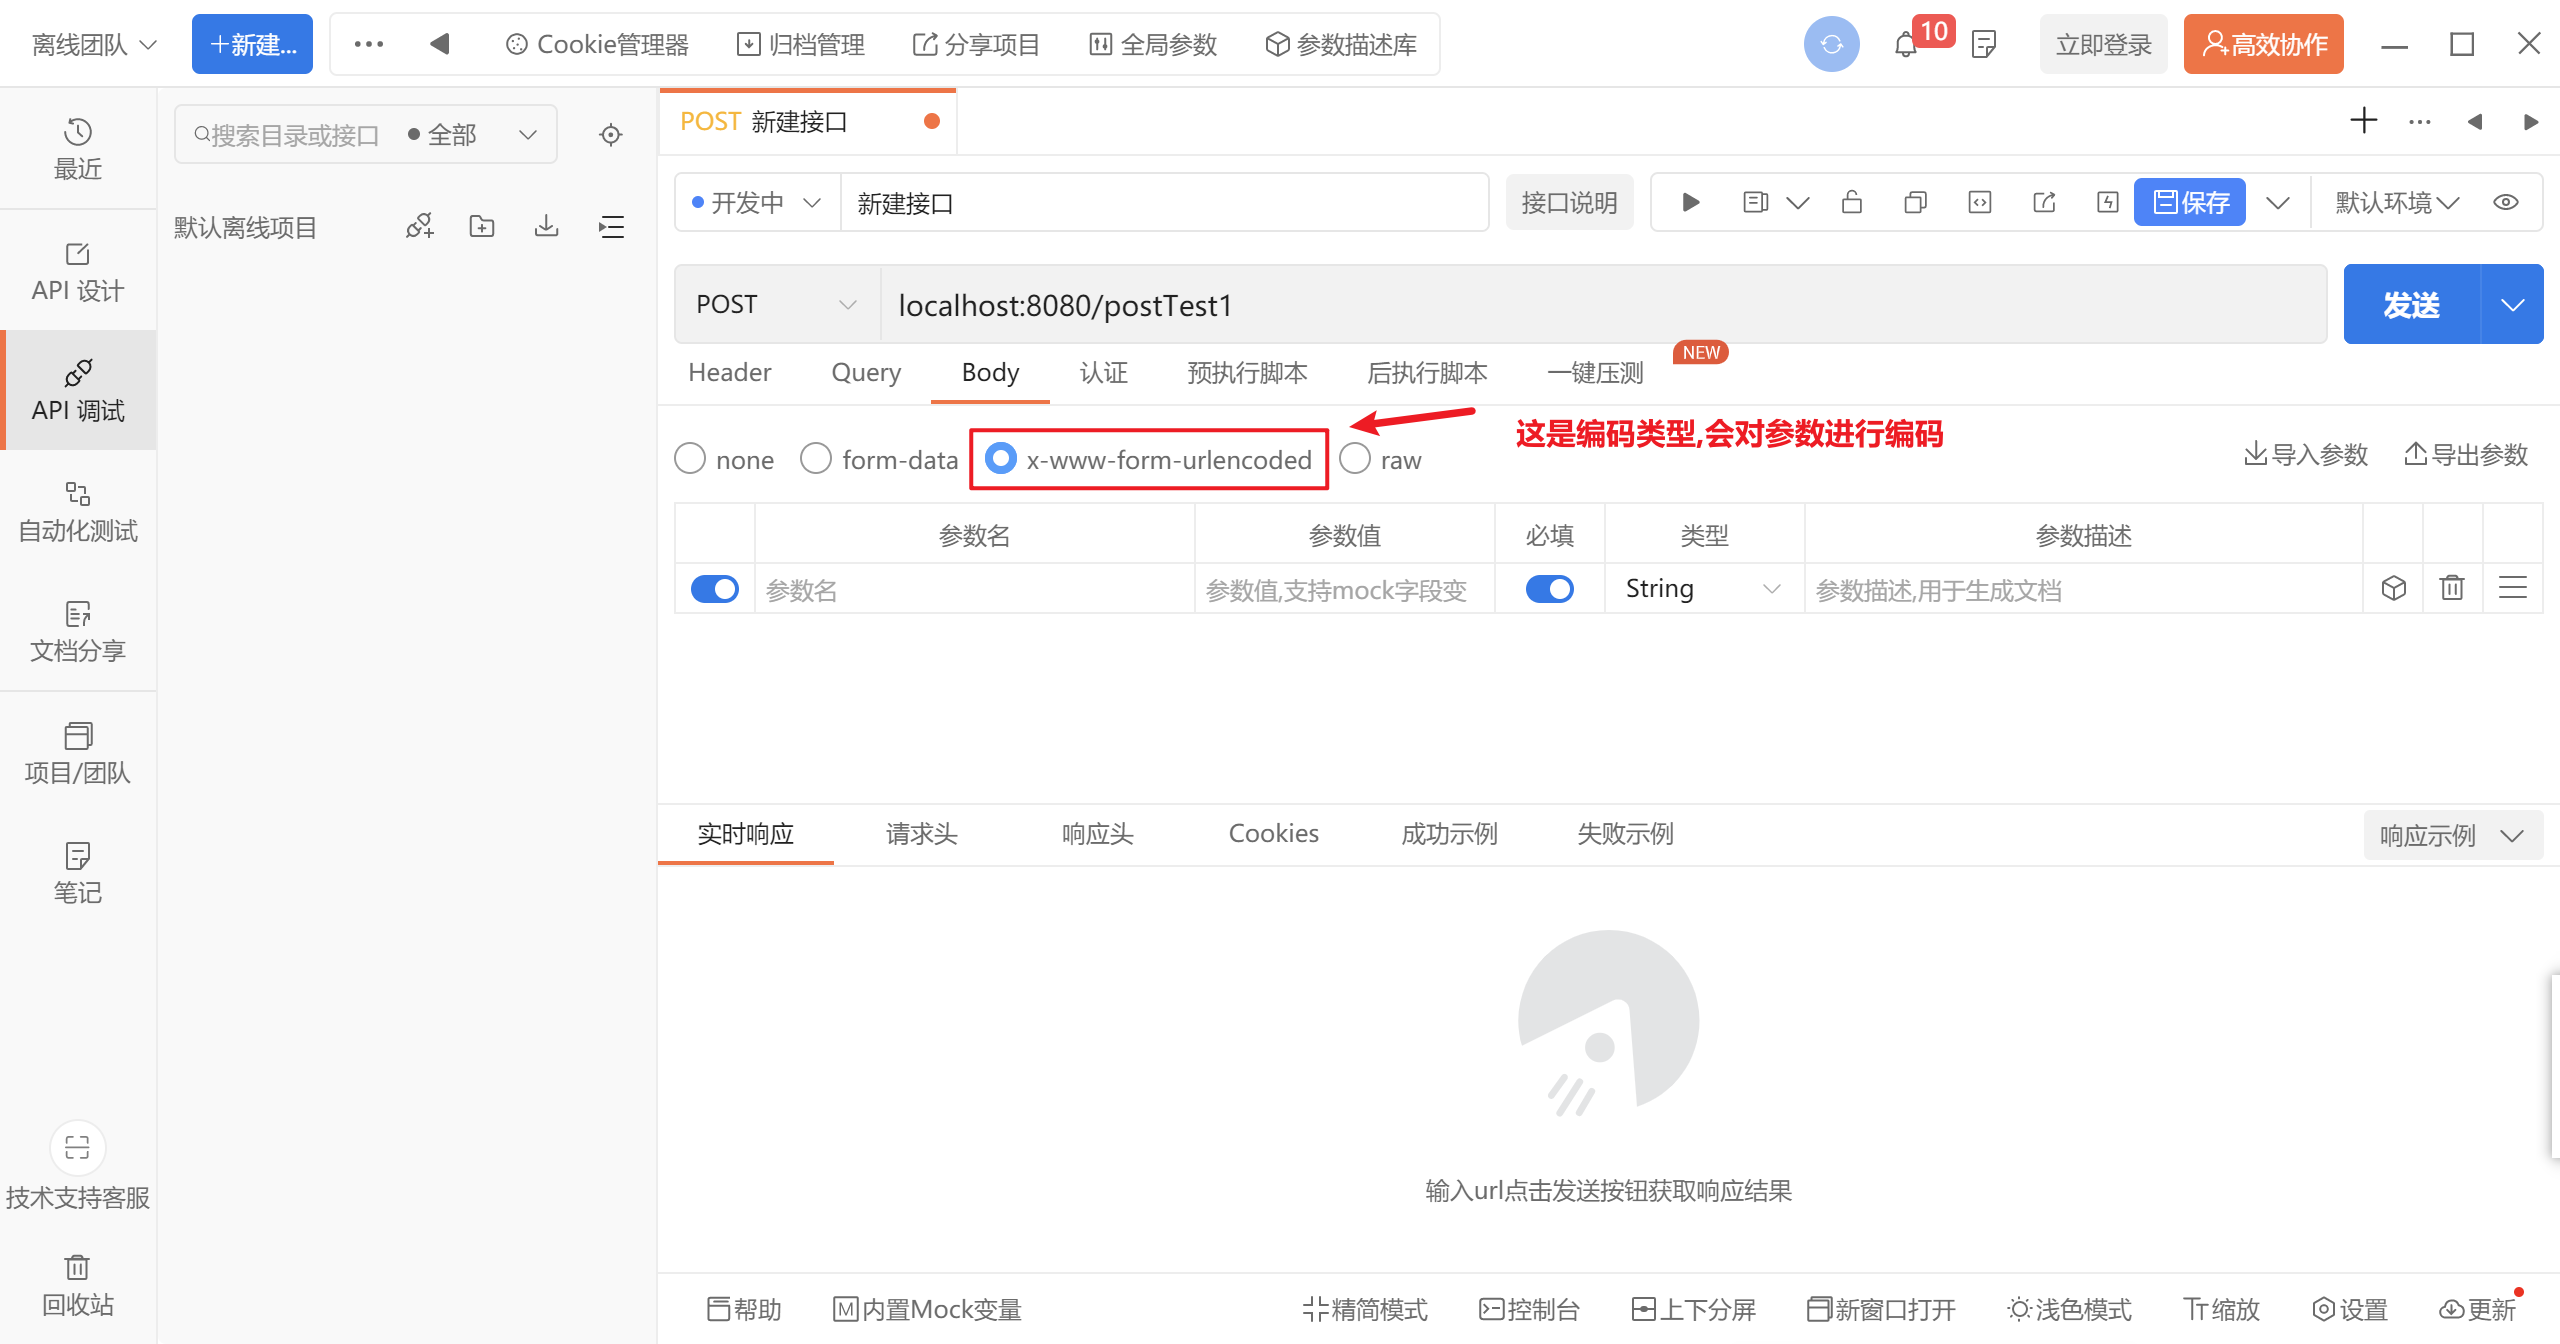 离线团队
+新建...
Cookie管理器
归档管理
分享项目
全局参数
参数描述库
10
立即登录
高效协作
最近
API 设计
API 调试
自动化测试
文档分享
项目/团队
笔记
技术支持客服
回收站
搜索目录或接口
全部
默认离线项目
POST 新建接口
开发中
新建接口
接口说明
保存
默认环境
POST
localhost:8080/postTest1
发送
Header
Query
Body
认证
预执行脚本
后执行脚本
一键压测
NEW
none
form-data
x-www-form-urlencoded
raw
这是编码类型,会对参数进行编码
导入参数
导出参数
参数名
参数值
必填
类型
参数描述
参数名
参数值,支持mock字段变
String
参数描述,用于生成文档
实时响应
请求头
响应头
Cookies
成功示例
失败示例
响应示例
输入url点击发送按钮获取响应结果
帮助
M内置Mock变量
精简模式
控制台
上下分屏
新窗口打开
浅色模式
缩放
设置
更新